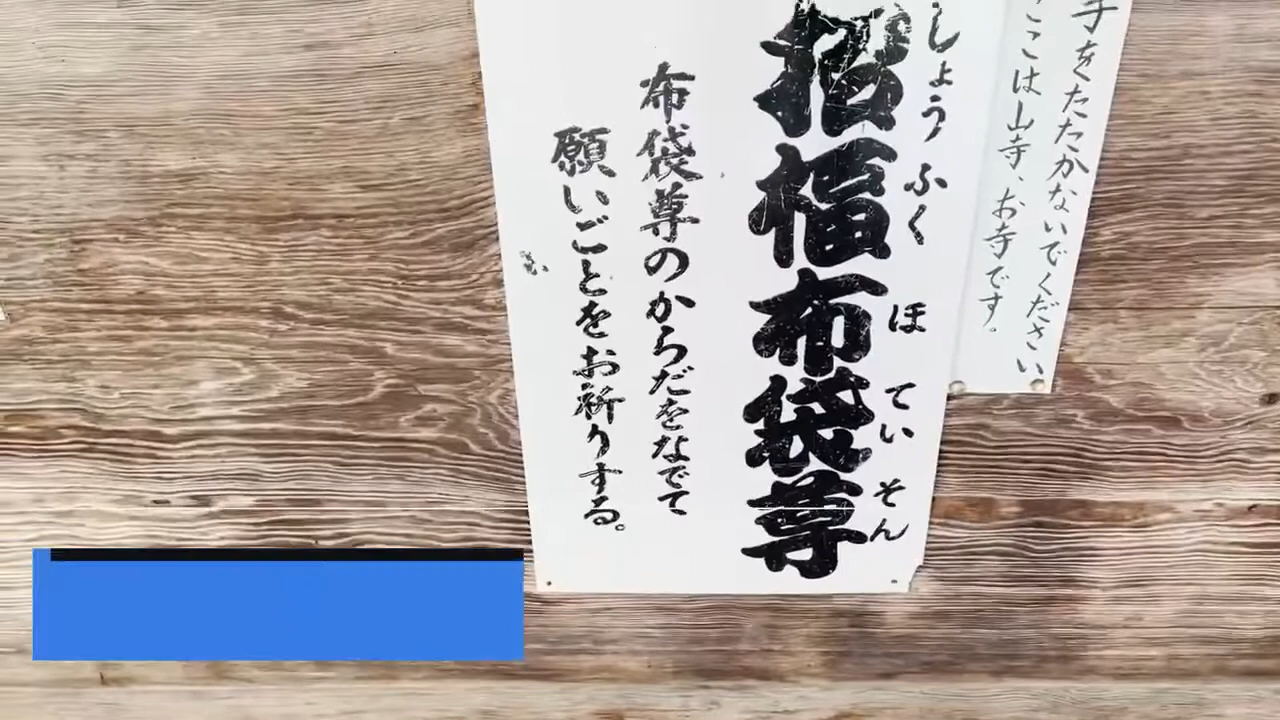 手をたたかないでください
ここは山寺、お寺です。
しょうふくほていそん
招福布袋尊
布袋尊のからだをなでて
願いごとをお祈りする。